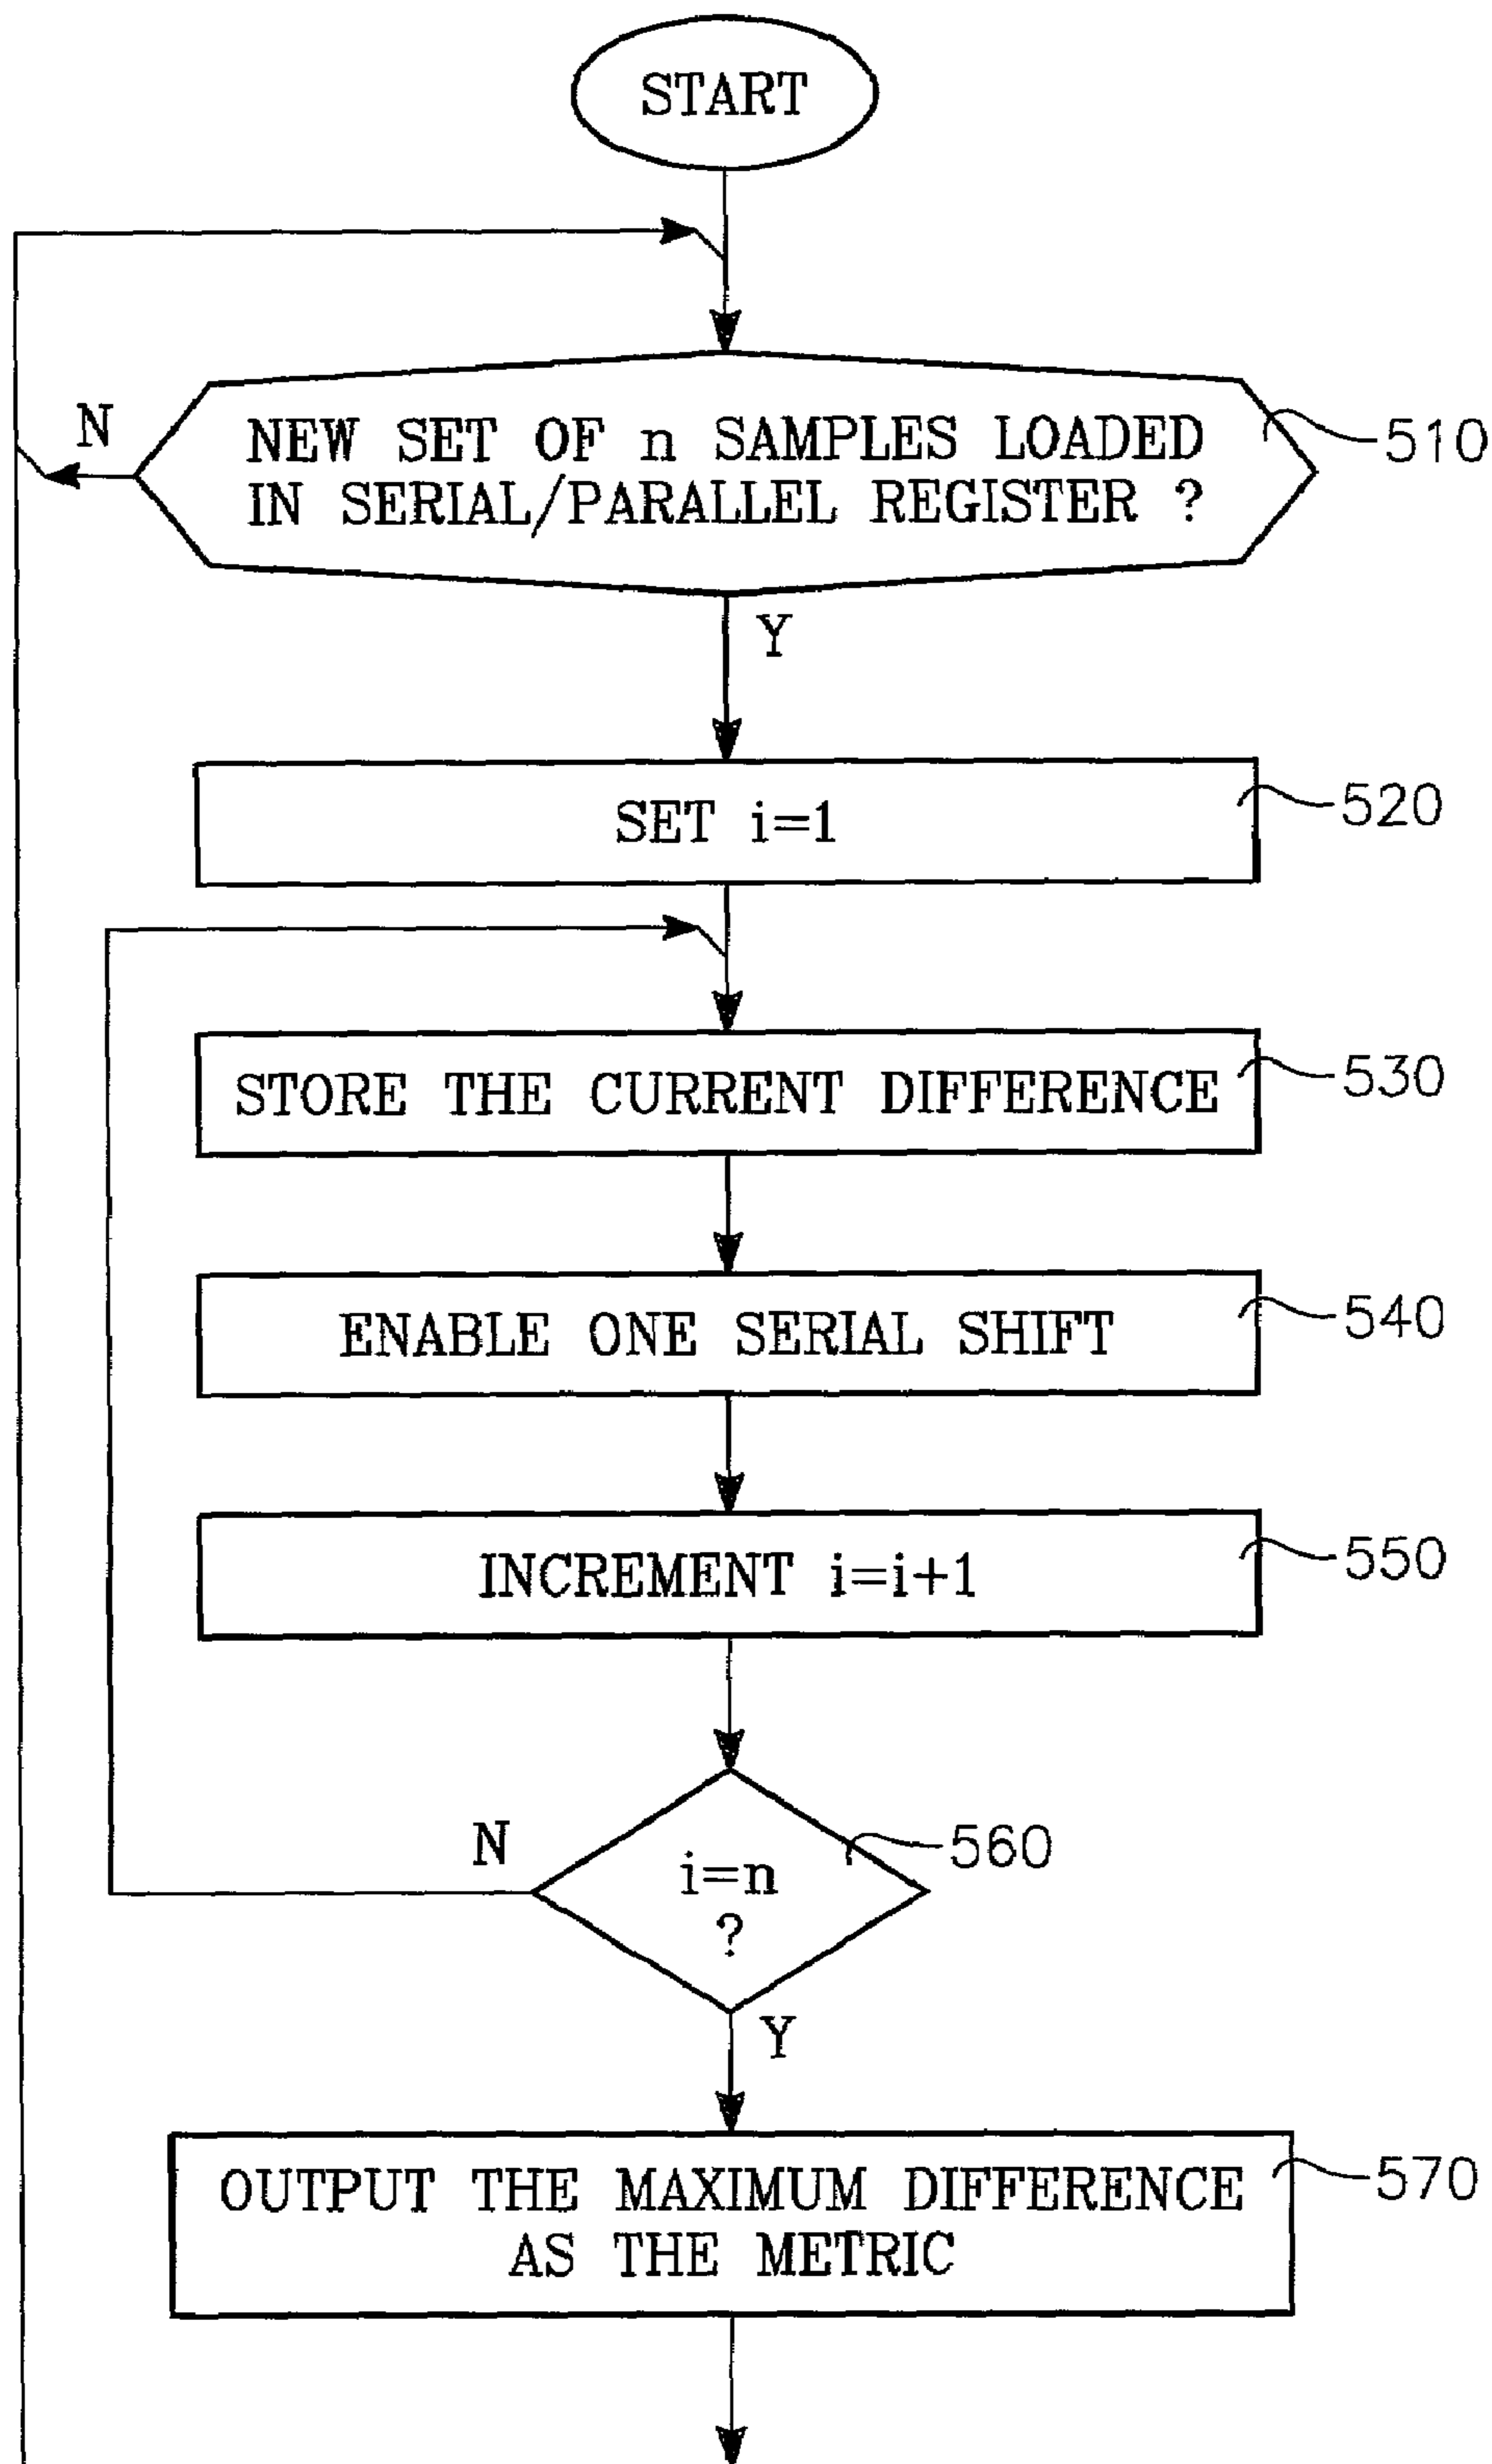 START
N
NEW SET OF n SAMPLES LOADED
IN SERIAL/PARALLEL REGISTER ?
510
Y
SET i=1
520
STORE THE CURRENT DIFFERENCE
530
ENABLE ONE SERIAL SHIFT
540
INCREMENT i=i+1
550
N
i=n
?
560
Y
OUTPUT THE MAXIMUM DIFFERENCE
AS THE METRIC
570